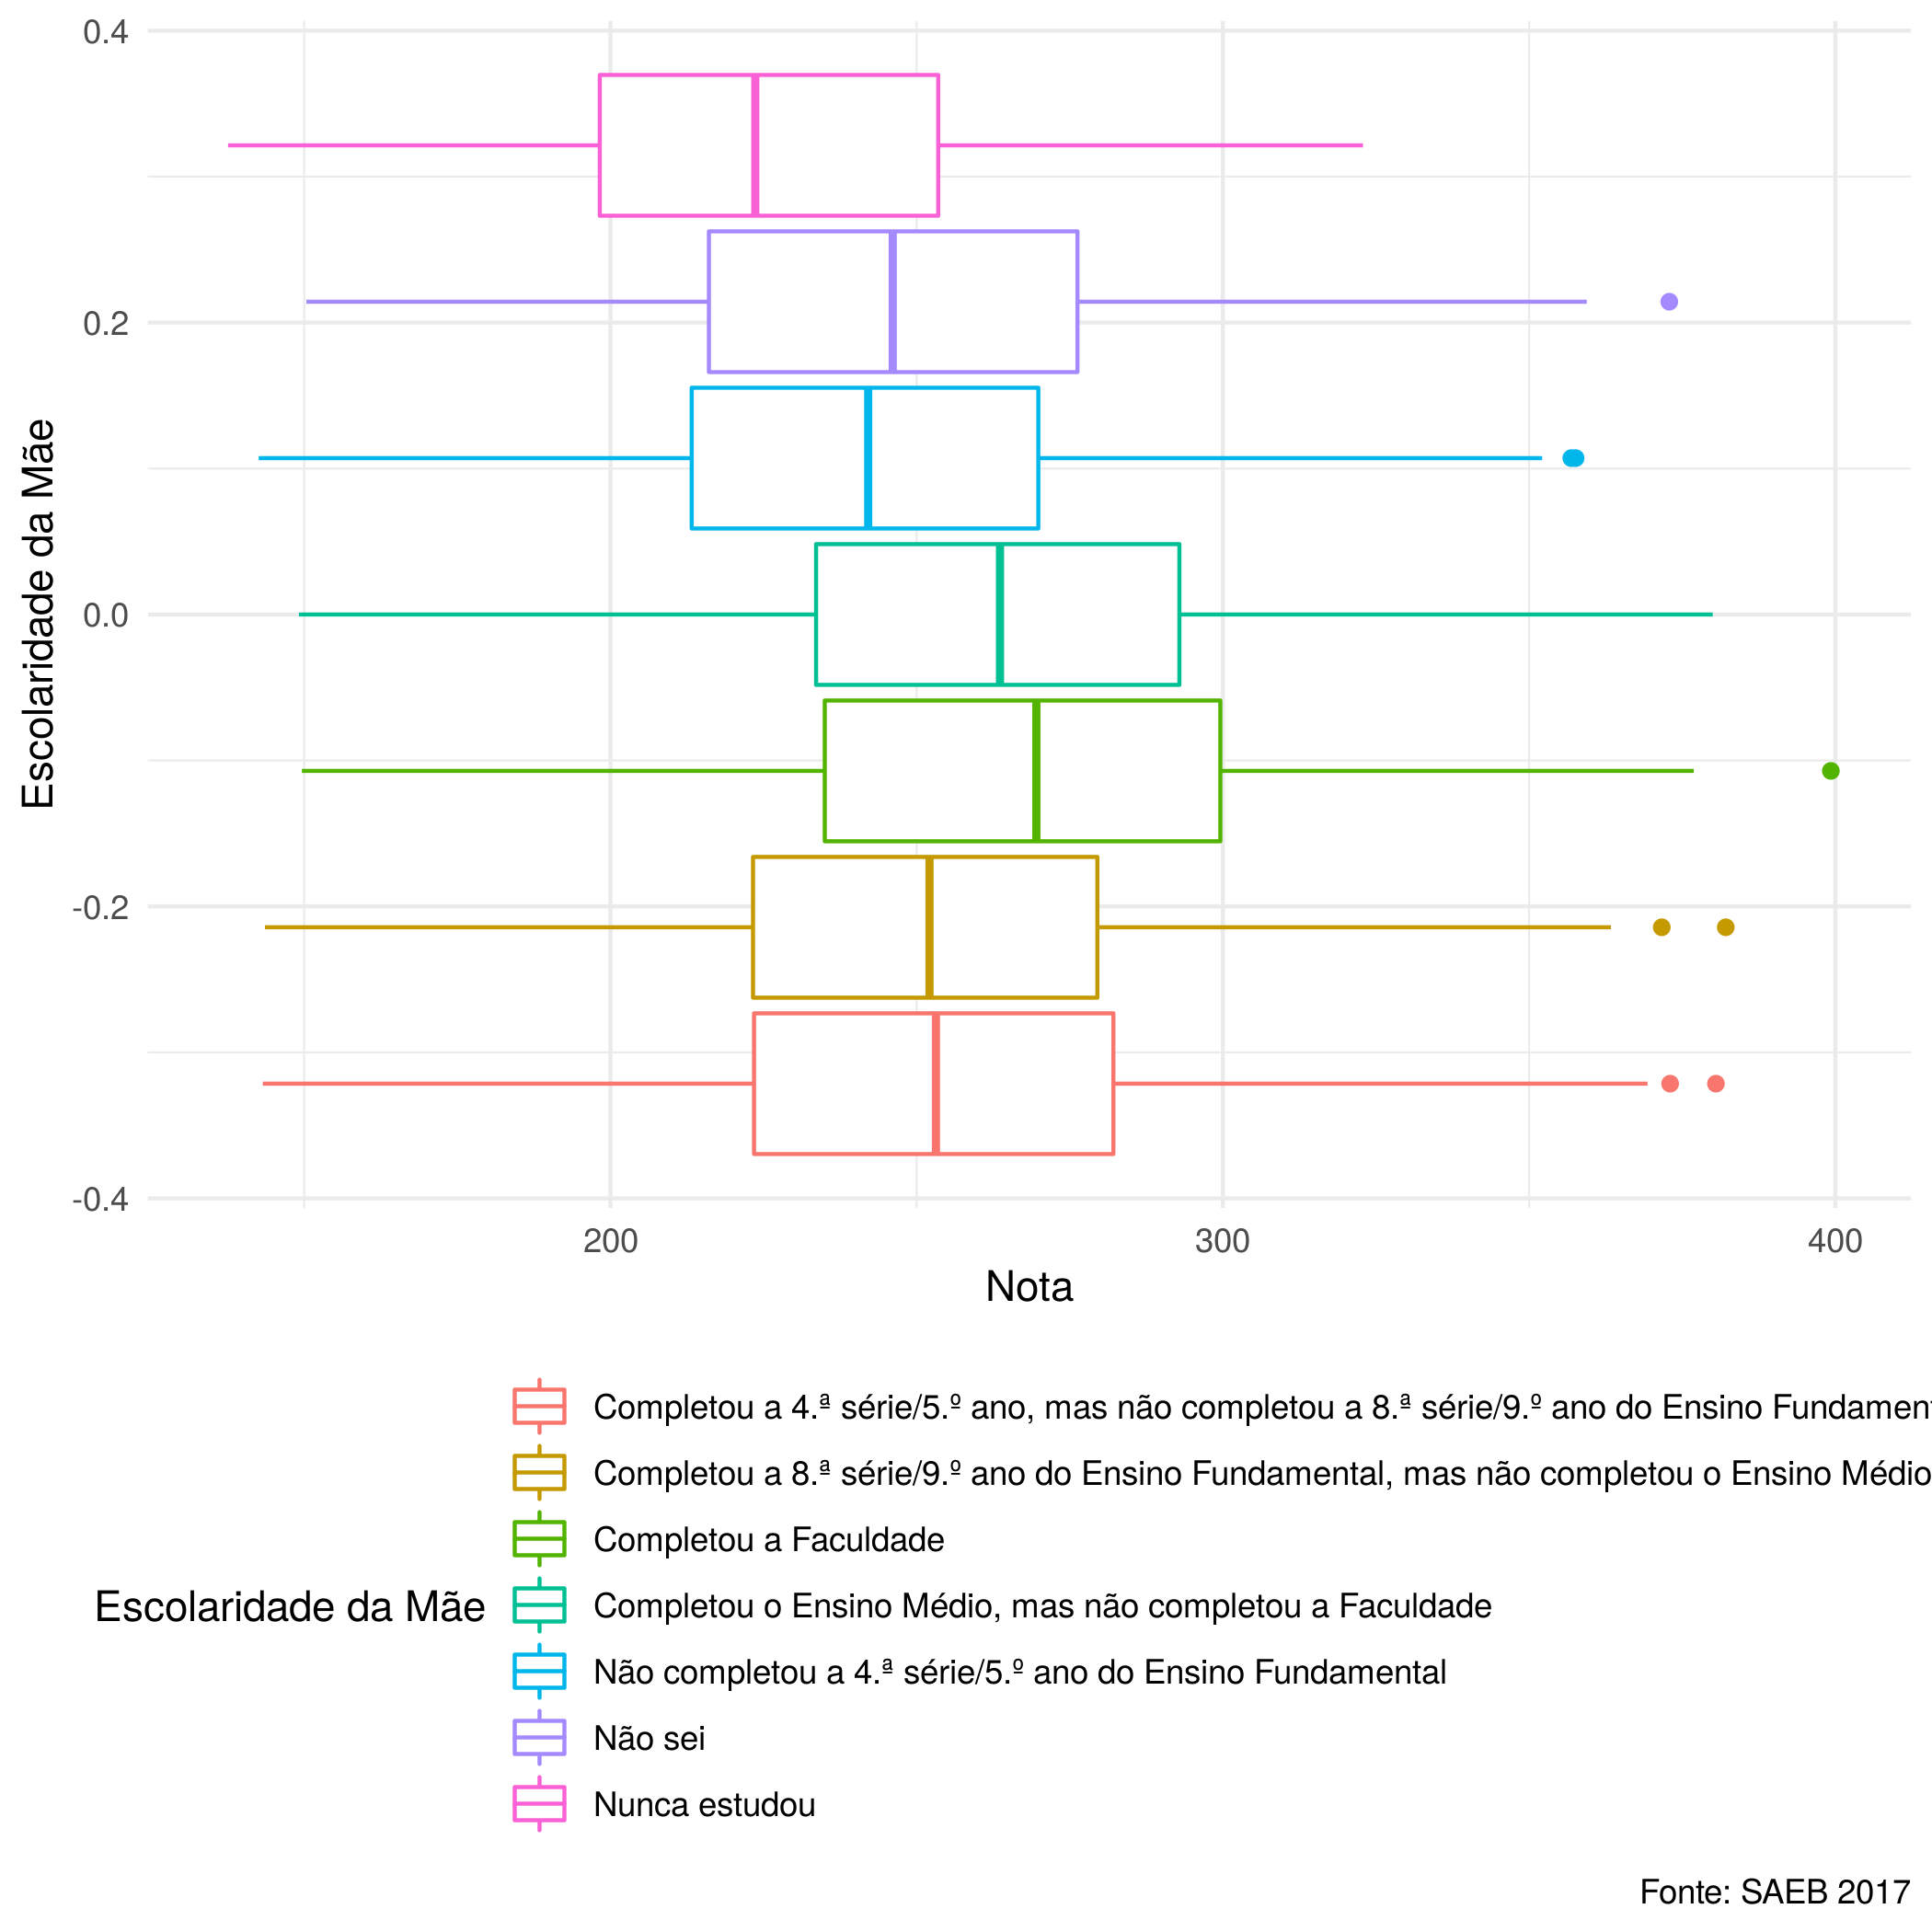 0.4
0.2
0.0
-0.2
-0.4
Escolaridade da Mãe
200 300 400
Nota
Escolaridade da Mãe
Completou a 4.ª série/5.º ano, mas não completou a 8.ª série/9.º ano do Ensino Fundamen
Completou a 8.ª série/9.º ano do Ensino Fundamental, mas não completou o Ensino Médio
Completou a Faculdade
Completou o Ensino Médio, mas não completou a Faculdade
Não completou a 4.ª série/5.º ano do Ensino Fundamental
Não sei
Nunca estudou
Fonte: SAEB 2017